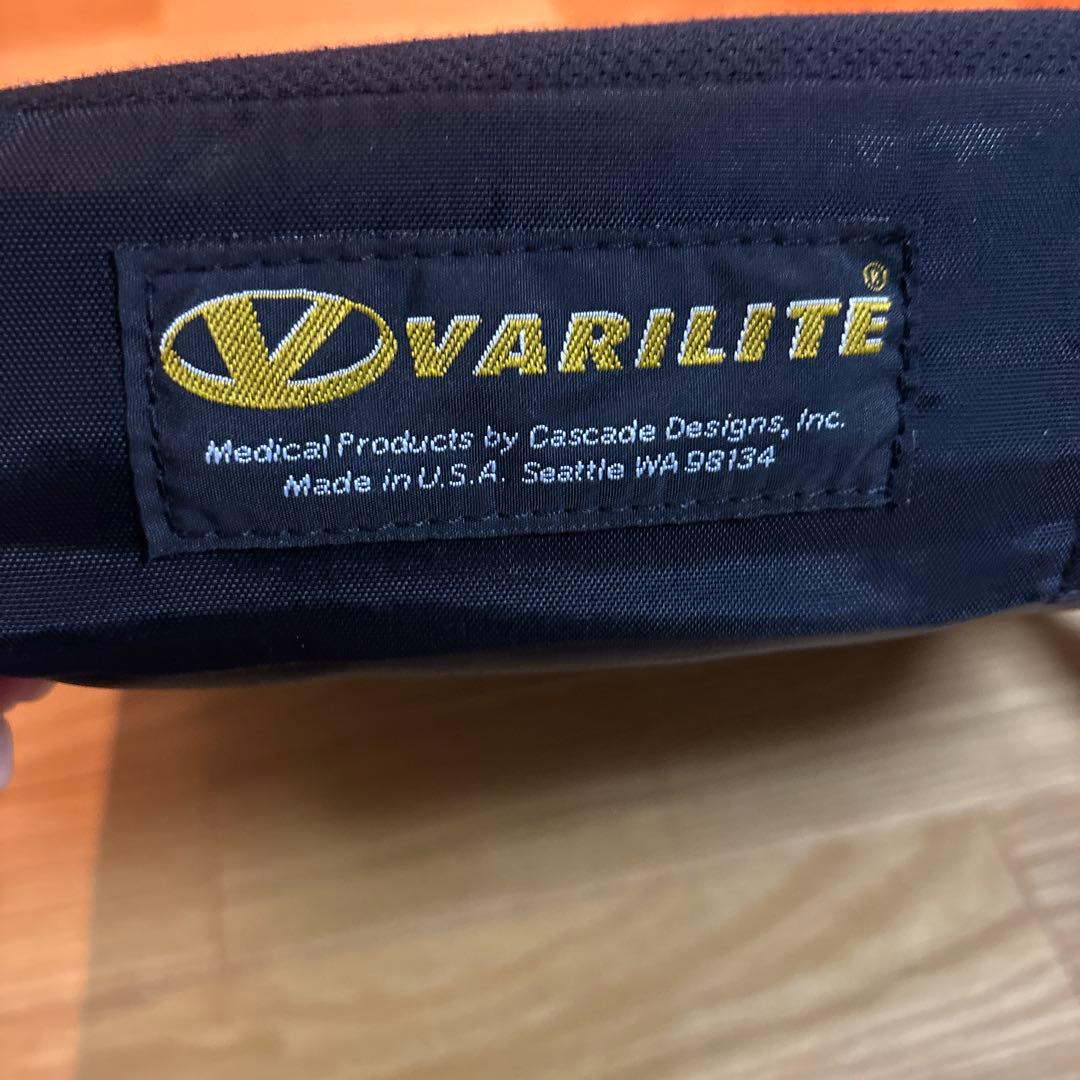 V VARILITE®
Medical Products by Cascade Designs, Inc.
Made in U.S.A. Seattle WA 98134